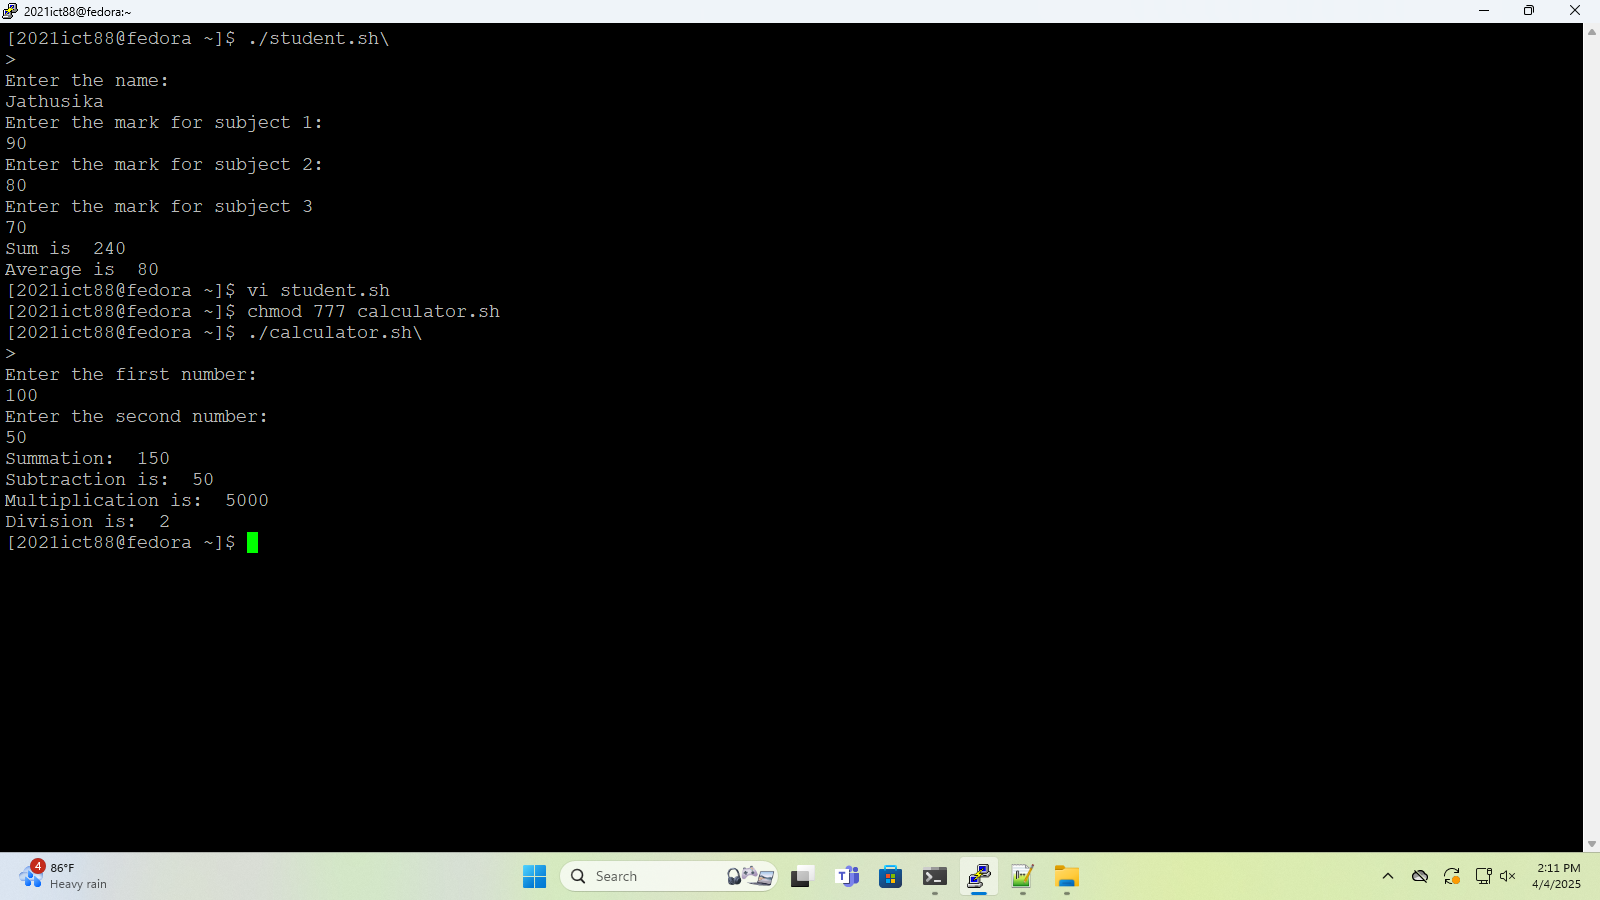 2021ict88@fedora:~
[2021ict88@fedora ~]$ ./student.sh\
>
Enter the name:
Jathusika
Enter the mark for subject 1:
90
Enter the mark for subject 2:
80
Enter the mark for subject 3
70
Sum is  240
Average is  80
[2021ict88@fedora ~]$ vi student.sh
[2021ict88@fedora ~]$ chmod 777 calculator.sh
[2021ict88@fedora ~]$ ./calculator.sh\
>
Enter the first number:
100
Enter the second number:
50
Summation:  150
Subtraction is:  50
Multiplication is:  5000
Division is:  2
[2021ict88@fedora ~]$
4
86°F
Heavy rain
Search
2:11 PM
4/4/2025